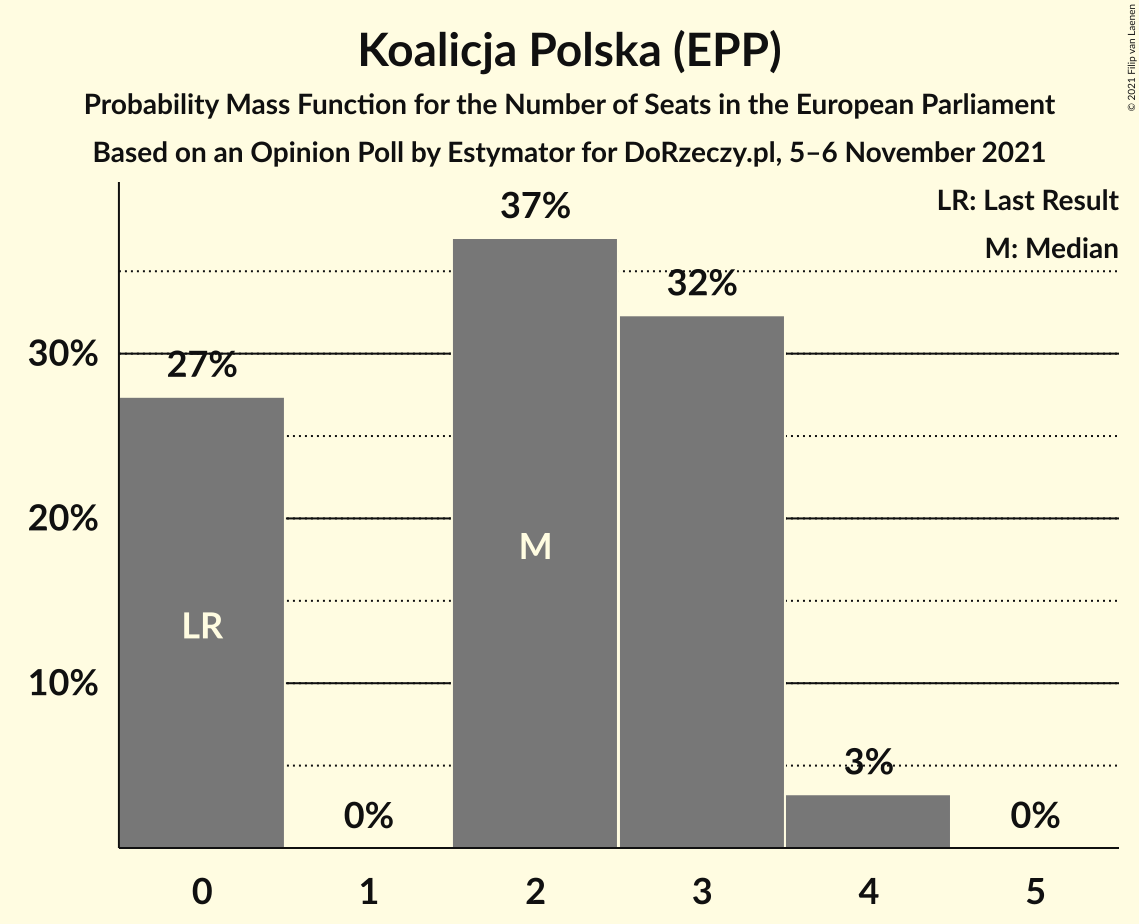 Koalicja Polska (EPP)
Probability Mass Function for the Number of Seats in the European Parliament
Based on an Opinion Poll by Estymator for DoRzeczy.pl, 5–6 November 2021
© 2021 Filip van Laenen
LR: Last Result
M: Median
37%
32%
30%
27%
20%
M
LR
10%
3%
0%
0%
0 1 2 3 4 5